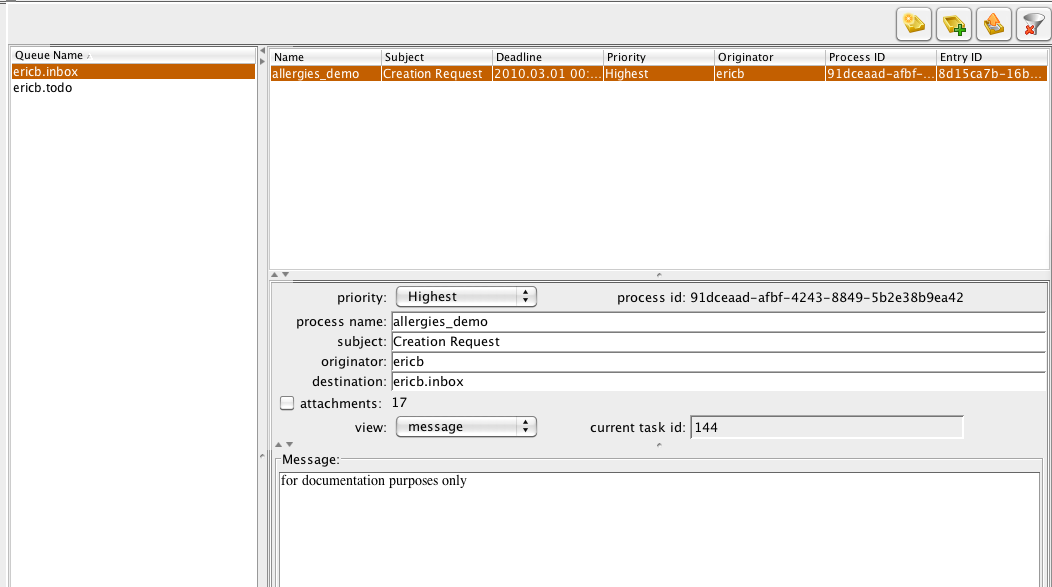 Queue Name
ericb.inbox
ericb.todo
Name Subject Deadline Priority Originator Process ID Entry ID
allergies_demo Creation Request 2010.03.01 00:... Highest ericb 91dceaad-afbf-... 8d15ca7b-16b...
priority: Highest process id: 91dceaad-afbf-4243-8849-5b2e38b9ea42
process name: allergies_demo
subject: Creation Request
originator: ericb
destination: ericb.inbox
attachments: 17
view: message current task id: 144
Message:
for documentation purposes only